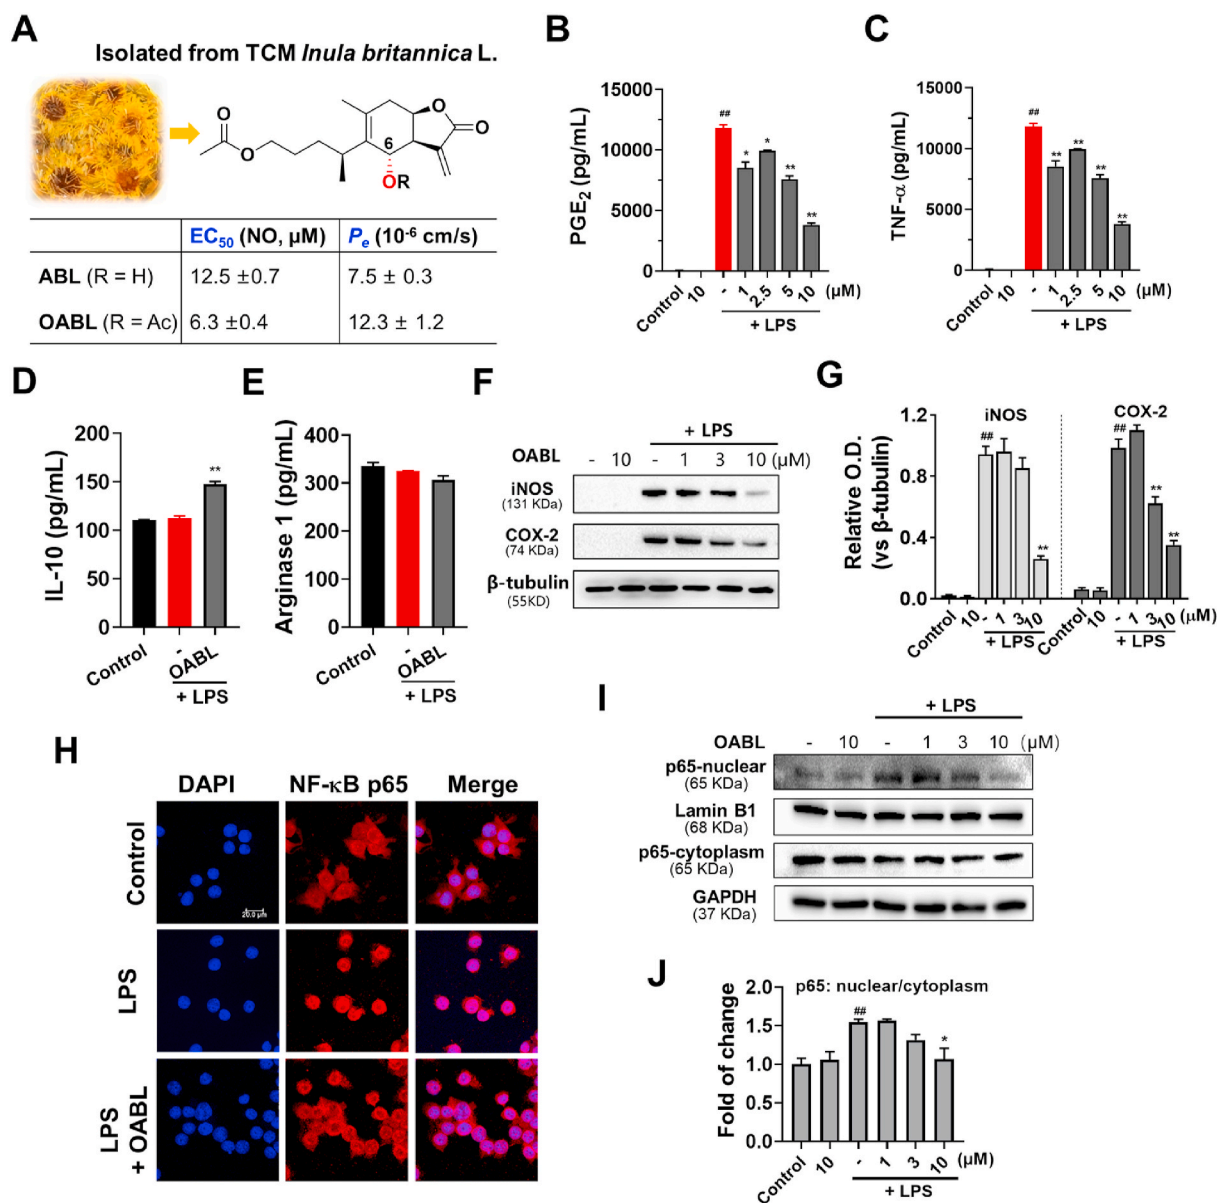 A
Isolated from TCM Inula britannica L.
O
O
O
O
6
OR
EC50 (NO, μM) Pe (10-6 cm/s)
ABL (R = H) 12.5 ±0.7 7.5 ± 0.3
OABL (R = Ac) 6.3 ±0.4 12.3 ± 1.2
B
PGE2 (pg/mL)
15000
10000
5000
0
##
*
*
**
**
Control 10 - 1 2.5 5 10 (μM)
+ LPS
C
TNF-α (pg/mL)
15000
10000
5000
0
##
**
**
**
**
Control 10 - 1 2.5 5 10 (μM)
+ LPS
D
IL-10 (pg/mL)
200
150
100
50
0
**
Control - OABL
+ LPS
E
Arginase 1 (pg/mL)
400
300
200
100
0
Control - OABL
+ LPS
F
+ LPS
OABL - 10 - 1 3 10 (μM)
iNOS
(131 KDa)
COX-2
(74 KDa)
β-tubulin
(55KD)
G
Relative O.D.
(vs β-tubulin)
1.2
0.8
0.4
0.0
iNOS COX-2
##
**
##
**
**
Control 10 - 1 3 10 Control 10 - 1 3 10 (μM)
+ LPS + LPS
H
DAPI NF-κB p65 Merge
Control
20.0 μm
LPS
LPS
+ OABL
I
+ LPS
OABL - 10 - 1 3 10 (μM)
p65-nuclear
(65 KDa)
Lamin B1
(68 KDa)
p65-cytoplasm
(65 KDa)
GAPDH
(37 KDa)
J
Fold of change
p65: nuclear/cytoplasm
2.0
1.5
1.0
0.5
0.0
##
*
Control 10 - 1 3 10 (μM)
+ LPS